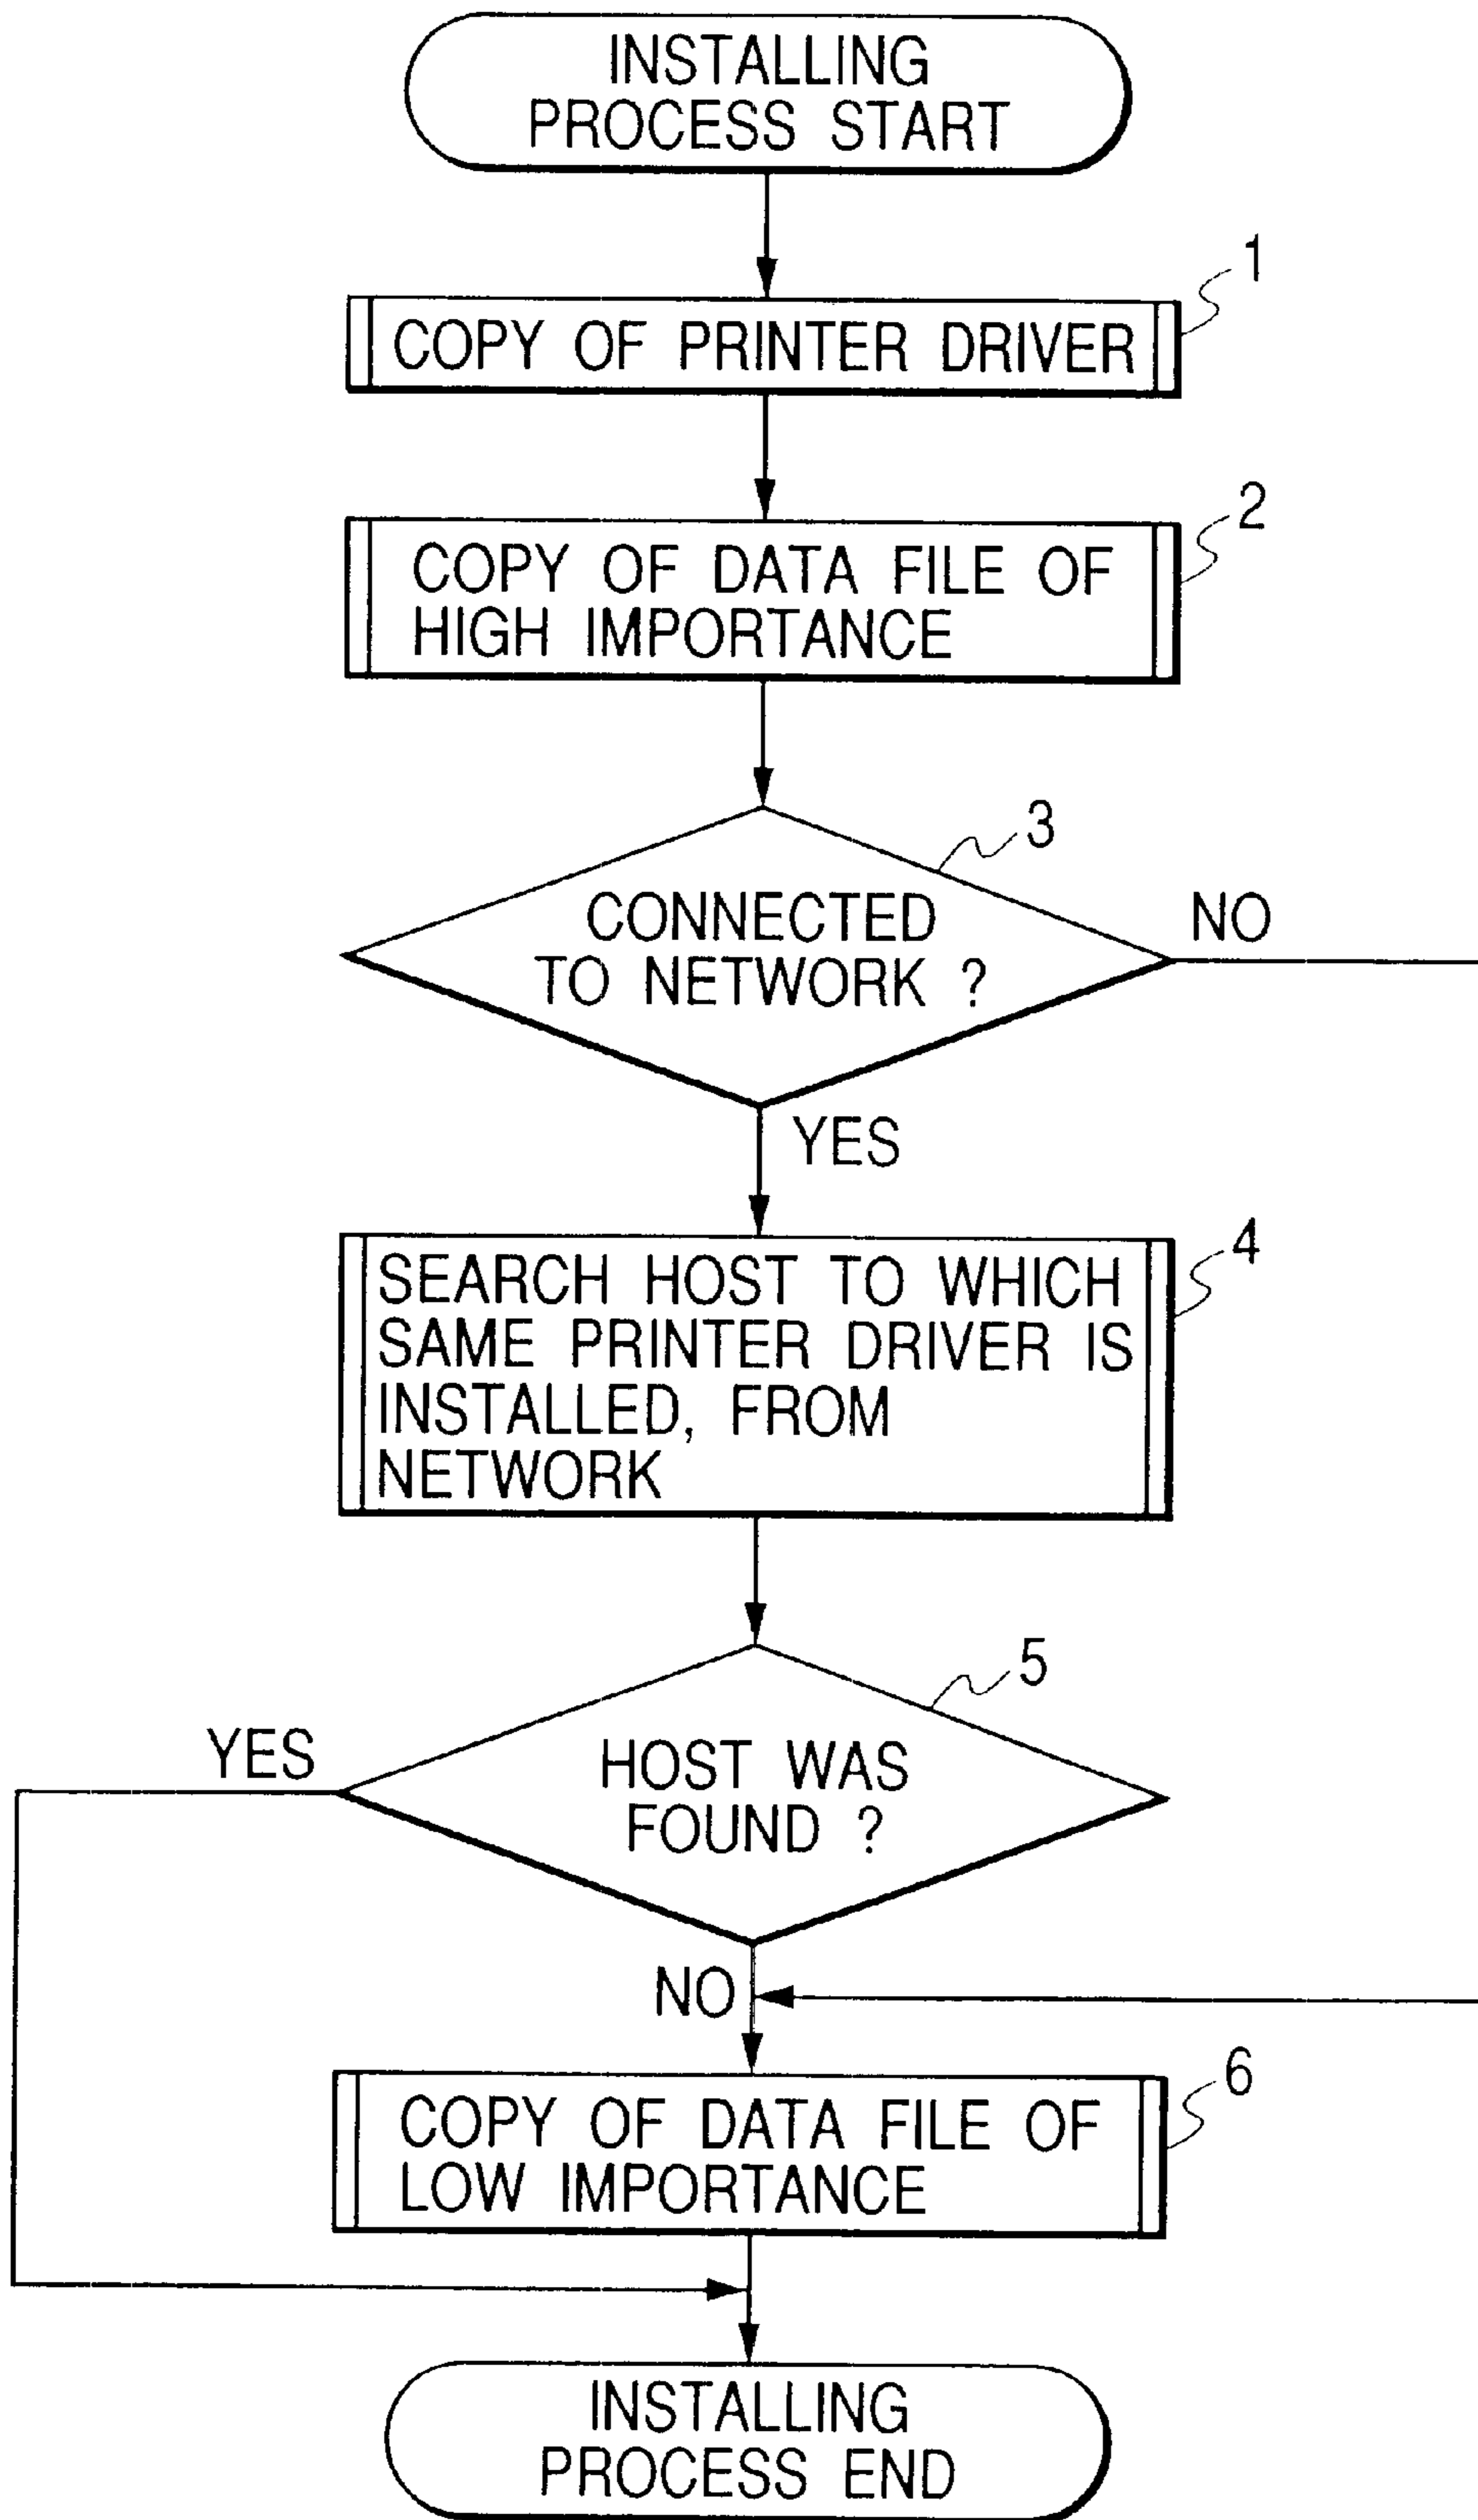 INSTALLING
PROCESS START
1
COPY OF PRINTER DRIVER
2
COPY OF DATA FILE OF
HIGH IMPORTANCE
3
CONNECTED
TO NETWORK ?
NO
YES
4
SEARCH HOST TO WHICH
SAME PRINTER DRIVER IS
INSTALLED, FROM
NETWORK
5
YES
HOST WAS
FOUND ?
NO
6
COPY OF DATA FILE OF
LOW IMPORTANCE
INSTALLING
PROCESS END